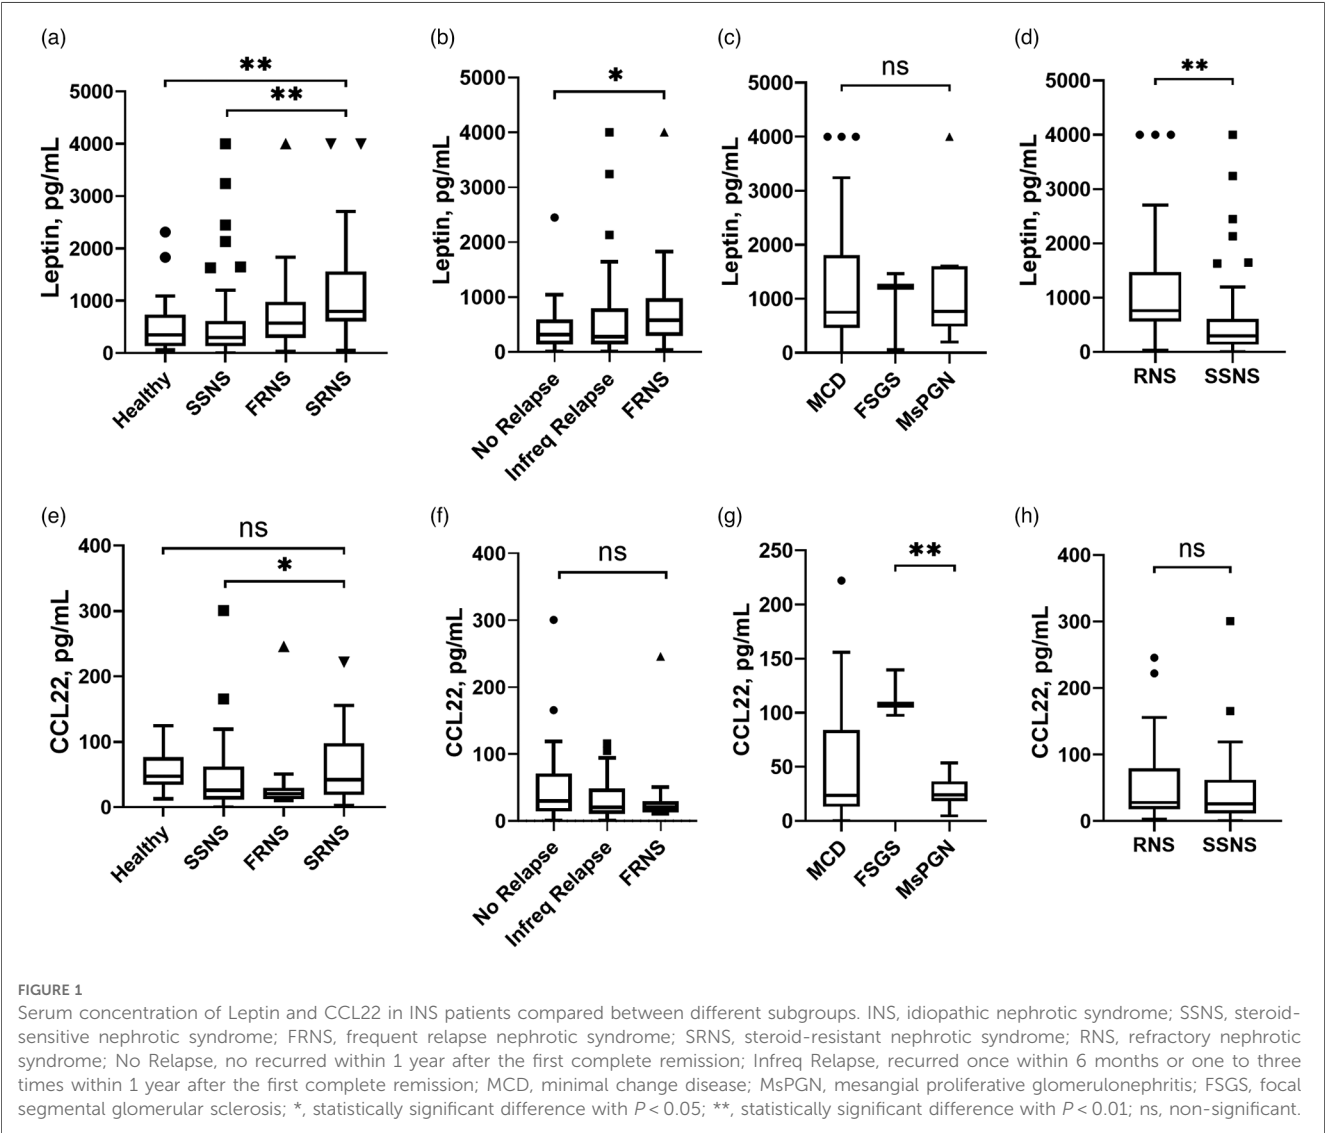 (a)
(b)
(c)
(d)
**
**
5000
4000
3000
2000
1000
0
Leptin, pg/mL
Healthy
SSNS
FRNS
SRNS
*
5000
4000
3000
2000
1000
0
Leptin, pg/mL
No Relapse
Infreq Relapse
FRNS
ns
5000
4000
3000
2000
1000
0
Leptin, pg/mL
MCD
FSGS
MsPGN
**
5000
4000
3000
2000
1000
0
Leptin, pg/mL
RNS
SSNS
(e)
(f)
(g)
(h)
ns
*
400
300
200
100
0
CCL22, pg/mL
Healthy
SSNS
FRNS
SRNS
ns
400
300
200
100
0
CCL22, pg/mL
No Relapse
Infreq Relapse
FRNS
**
250
200
150
100
50
0
CCL22, pg/mL
MCD
FSGS
MsPGN
ns
400
300
200
100
0
CCL22, pg/mL
RNS
SSNS
FIGURE 1
Serum concentration of Leptin and CCL22 in INS patients compared between different subgroups. INS, idiopathic nephrotic syndrome; SSNS, steroid-
sensitive nephrotic syndrome; FRNS, frequent relapse nephrotic syndrome; SRNS, steroid-resistant nephrotic syndrome; RNS, refractory nephrotic
syndrome; No Relapse, no recurred within 1 year after the first complete remission; Infreq Relapse, recurred once within 6 months or one to three
times within 1 year after the first complete remission; MCD, minimal change disease; MsPGN, mesangial proliferative glomerulonephritis; FSGS, focal
segmental glomerular sclerosis; *, statistically significant difference with P < 0.05; **, statistically significant difference with P < 0.01; ns, non-significant.